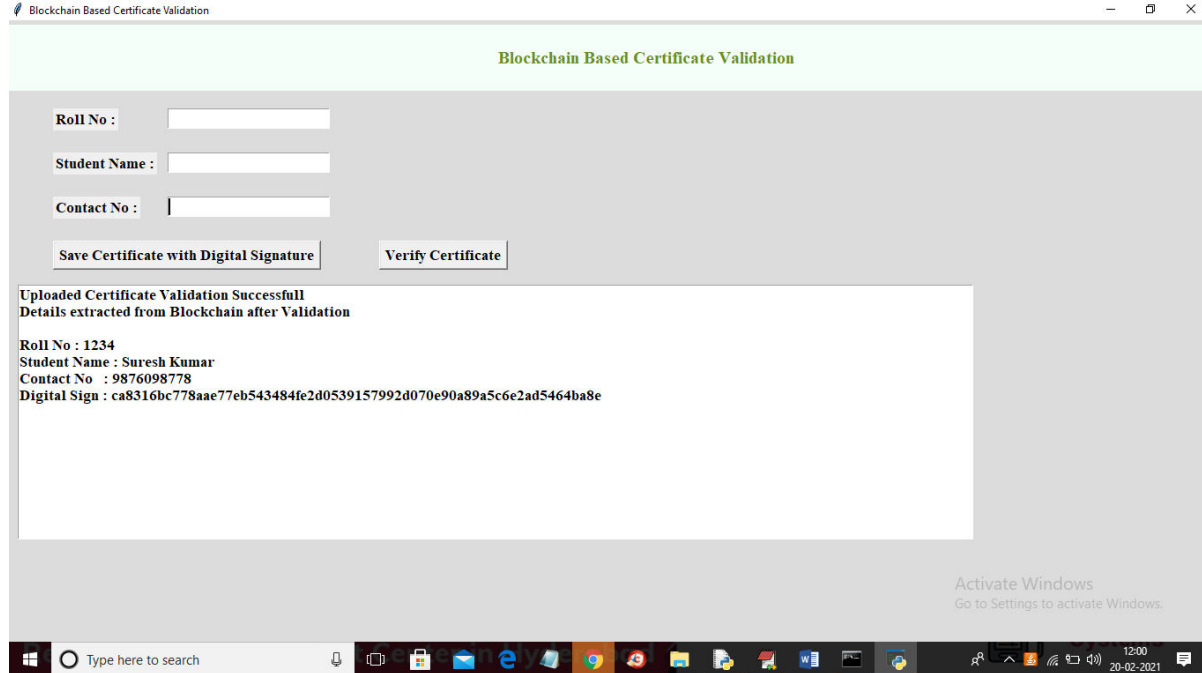 Blockchain Based Certificate Validation
Blockchain Based Certificate Validation
Roll No :
Student Name :
Contact No :
Save Certificate with Digital Signature Verify Certificate
Uploaded Certificate Validation Successfull
Details extracted from Blockchain after Validation
Roll No : 1234
Student Name : Suresh Kumar
Contact No : 9876098778
Digital Sign : ca8316bc778aae77eb543484fe2d0539157992d070e90a89a5c6e2ad5464ba8e
Activate Windows
Go to Settings to activate Windows.
Type here to search
12:00
20-02-2021